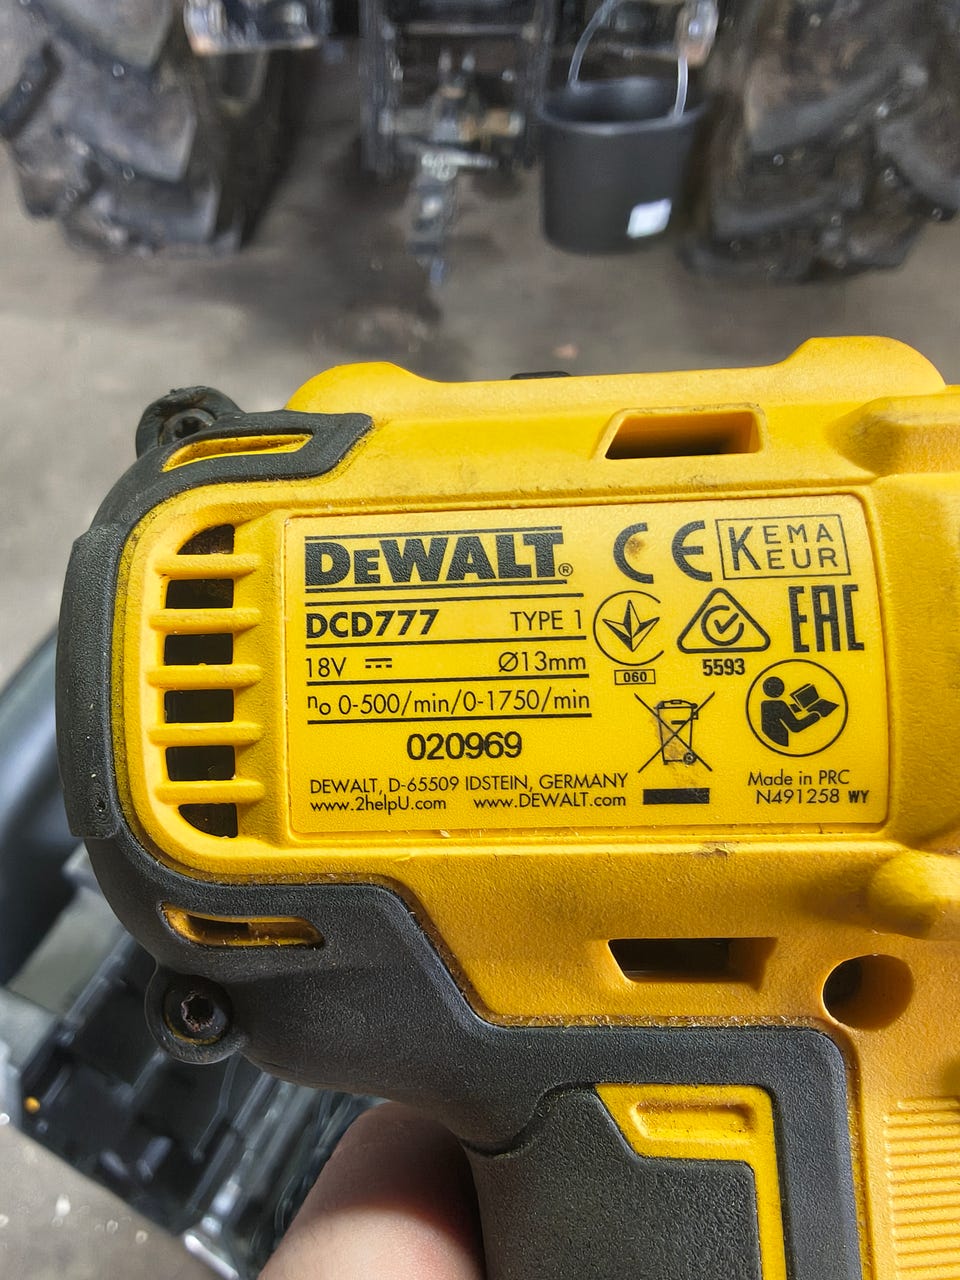 DEWALT®
DCD777 TYPE 1
18V ⎓ Ø13mm
no 0-500/min/0-1750/min
020969
DEWALT, D-65509 IDSTEIN, GERMANY
www.2helpU.com www.DEWALT.com
CE
KEMA
EUR
060
5593
EAC
Made in PRC
N491258 WY